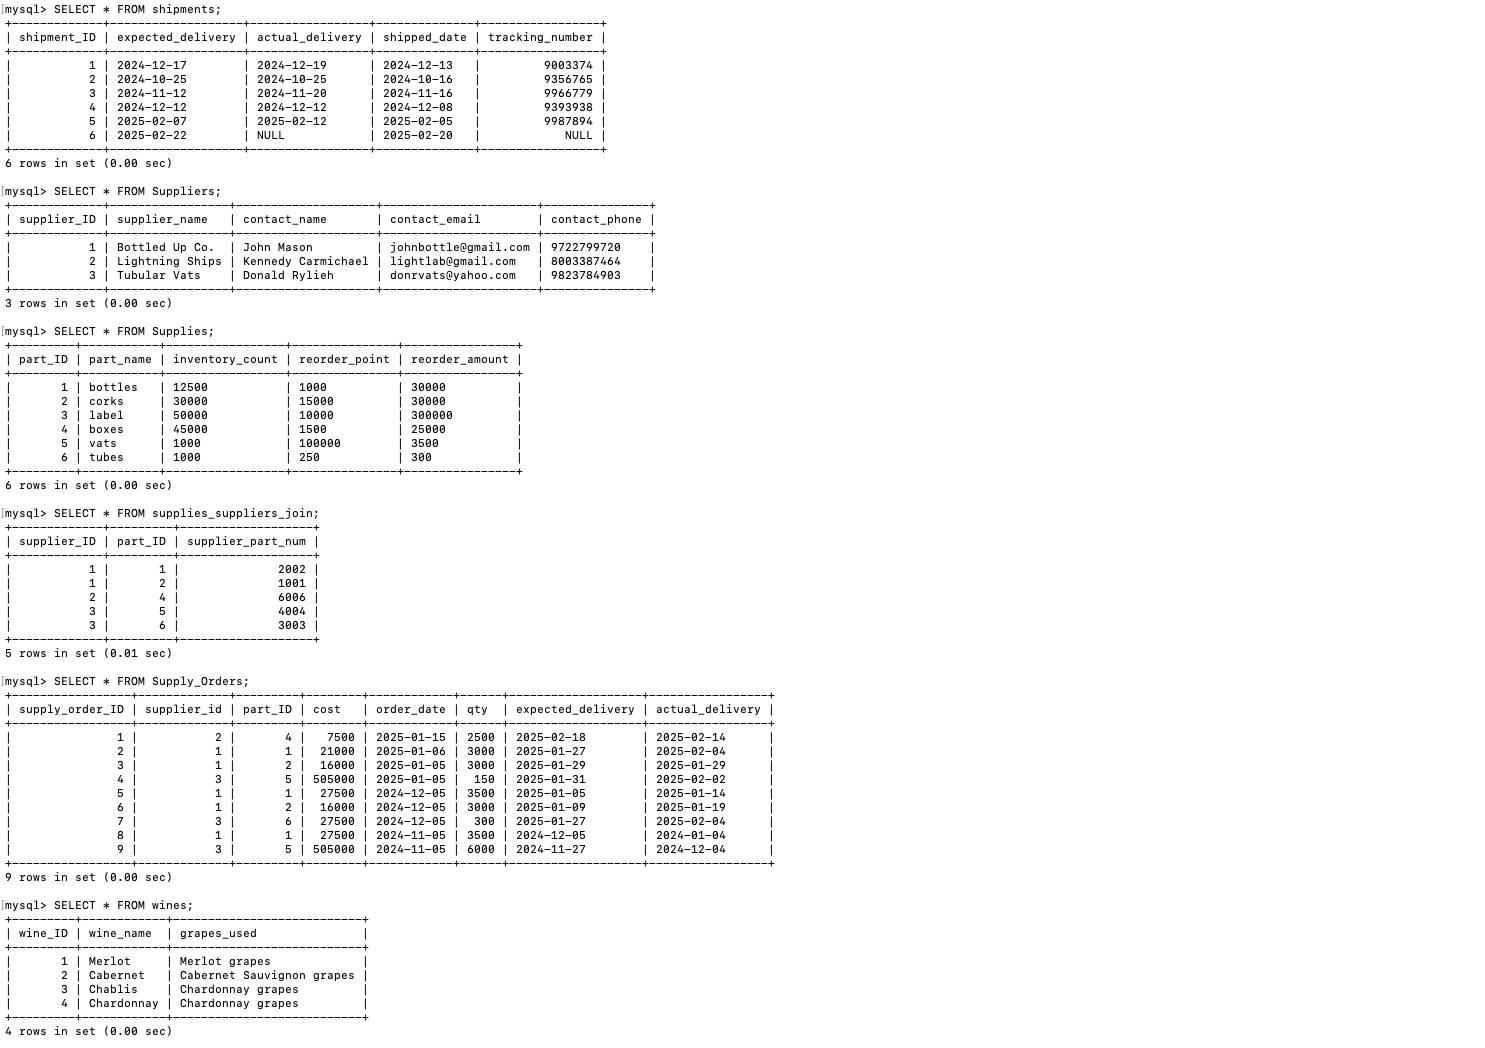 mysql> SELECT * FROM shipments;
+-------------+-------------------+-----------------+--------------+-----------------+
| shipment_ID | expected_delivery | actual_delivery | shipped_date | tracking_number |
+-------------+-------------------+-----------------+--------------+-----------------+
|           1 | 2024-12-17        | 2024-12-19      | 2024-12-13   |         9003374 |
|           2 | 2024-10-25        | 2024-10-25      | 2024-10-16   |         9356765 |
|           3 | 2024-11-12        | 2024-11-20      | 2024-11-16   |         9966779 |
|           4 | 2024-12-12        | 2024-12-12      | 2024-12-08   |         9393938 |
|           5 | 2025-02-07        | 2025-02-12      | 2025-02-05   |         9987894 |
|           6 | 2025-02-22        | NULL            | 2025-02-20   |            NULL |
+-------------+-------------------+-----------------+--------------+-----------------+
6 rows in set (0.00 sec)
mysql> SELECT * FROM Suppliers;
+-------------+-----------------+--------------------+----------------------+---------------+
| supplier_ID | supplier_name   | contact_name       | contact_email        | contact_phone |
+-------------+-----------------+--------------------+----------------------+---------------+
|           1 | Bottled Up Co.  | John Mason         | johnbottle@gmail.com | 9722799720    |
|           2 | Lightning Ships | Kennedy Carmichael | lightlab@gmail.com   | 8003387464    |
|           3 | Tubular Vats    | Donald Rylieh      | donrvats@yahoo.com   | 9823784903    |
+-------------+-----------------+--------------------+----------------------+---------------+
3 rows in set (0.00 sec)
mysql> SELECT * FROM Supplies;
+---------+-----------+-----------------+---------------+----------------+
| part_ID | part_name | inventory_count | reorder_point | reorder_amount |
+---------+-----------+-----------------+---------------+----------------+
|       1 | bottles   | 12500           | 1000          | 30000          |
|       2 | corks     | 30000           | 15000         | 30000          |
|       3 | label     | 50000           | 10000         | 300000         |
|       4 | boxes     | 45000           | 1500          | 25000          |
|       5 | vats      | 1000            | 100000        | 3500           |
|       6 | tubes     | 1000            | 250           | 300            |
+---------+-----------+-----------------+---------------+----------------+
6 rows in set (0.00 sec)
mysql> SELECT * FROM supplies_suppliers_join;
+-------------+---------+-------------------+
| supplier_ID | part_ID | supplier_part_num |
+-------------+---------+-------------------+
|           1 |       1 |              2002 |
|           1 |       2 |              1001 |
|           2 |       4 |              6006 |
|           3 |       5 |              4004 |
|           3 |       6 |              3003 |
+-------------+---------+-------------------+
5 rows in set (0.01 sec)
mysql> SELECT * FROM Supply_Orders;
+-----------------+-------------+---------+--------+------------+------+-------------------+-----------------+
| supply_order_ID | supplier_id | part_ID | cost   | order_date | qty  | expected_delivery | actual_delivery |
+-----------------+-------------+---------+--------+------------+------+-------------------+-----------------+
|               1 |           2 |       4 |   7500 | 2025-01-15 | 2500 | 2025-02-18        | 2025-02-14      |
|               2 |           1 |       1 |  21000 | 2025-01-06 | 3000 | 2025-01-27        | 2025-02-04      |
|               3 |           1 |       2 |  16000 | 2025-01-05 | 3000 | 2025-01-29        | 2025-01-29      |
|               4 |           3 |       5 | 505000 | 2025-01-05 |  150 | 2025-01-31        | 2025-02-02      |
|               5 |           1 |       1 |  27500 | 2024-12-05 | 3500 | 2025-01-05        | 2025-01-14      |
|               6 |           1 |       2 |  16000 | 2024-12-05 | 3000 | 2025-01-09        | 2025-01-19      |
|               7 |           3 |       6 |  27500 | 2024-12-05 |  300 | 2025-01-27        | 2025-02-04      |
|               8 |           1 |       1 |  27500 | 2024-11-05 | 3500 | 2024-12-05        | 2024-01-04      |
|               9 |           3 |       5 | 505000 | 2024-11-05 | 6000 | 2024-11-27        | 2024-12-04      |
+-----------------+-------------+---------+--------+------------+------+-------------------+-----------------+
9 rows in set (0.00 sec)
mysql> SELECT * FROM wines;
+---------+------------+---------------------------+
| wine_ID | wine_name  | grapes_used               |
+---------+------------+---------------------------+
|       1 | Merlot     | Merlot grapes             |
|       2 | Cabernet   | Cabernet Sauvignon grapes |
|       3 | Chablis    | Chardonnay grapes         |
|       4 | Chardonnay | Chardonnay grapes         |
+---------+------------+---------------------------+
4 rows in set (0.00 sec)